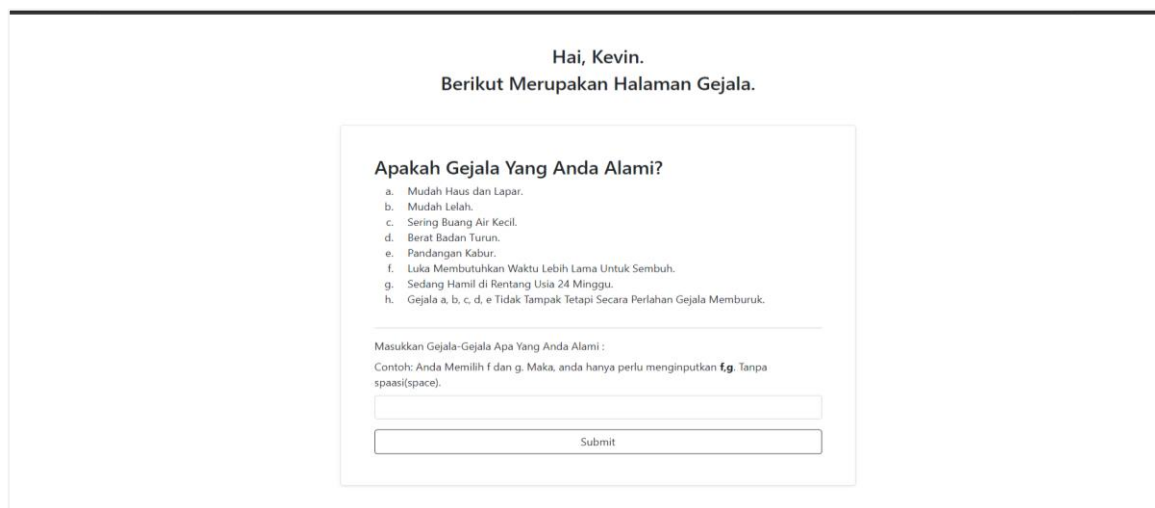 Hai, Kevin.
Berikut Merupakan Halaman Gejala.
Apakah Gejala Yang Anda Alami?
a. Mudah Haus dan Lapar.
b. Mudah Lelah.
c. Sering Buang Air Kecil.
d. Berat Badan Turun.
e. Pandangan Kabur.
f. Luka Membutuhkan Waktu Lebih Lama Untuk Sembuh.
g. Sedang Hamil di Rentang Usia 24 Minggu.
h. Gejala a, b, c, d, e Tidak Tampak Tetapi Secara Perlahan Gejala Memburuk.
Masukkan Gejala-Gejala Apa Yang Anda Alami :
Contoh: Anda Memilih f dan g. Maka, anda hanya perlu menginputkan f,g. Tanpa
spaasi(space).
Submit